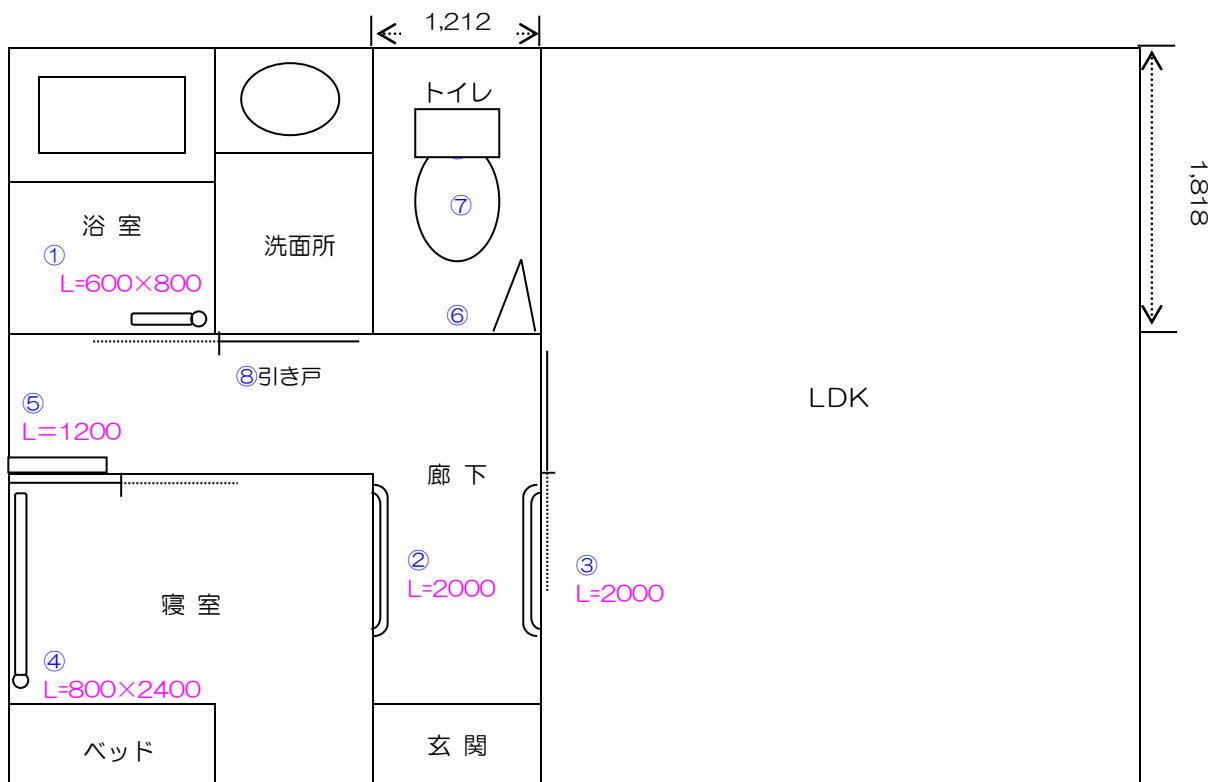 1,212
トイレ
1,818
⑦
浴 室
洗面所
①
L=600×800
⑥
⑧引き戸
LDK
⑤
L＝1200
廊 下
②
L=2000
③
L=2000
寝 室
④
L=800×2400
ベッド
玄 関